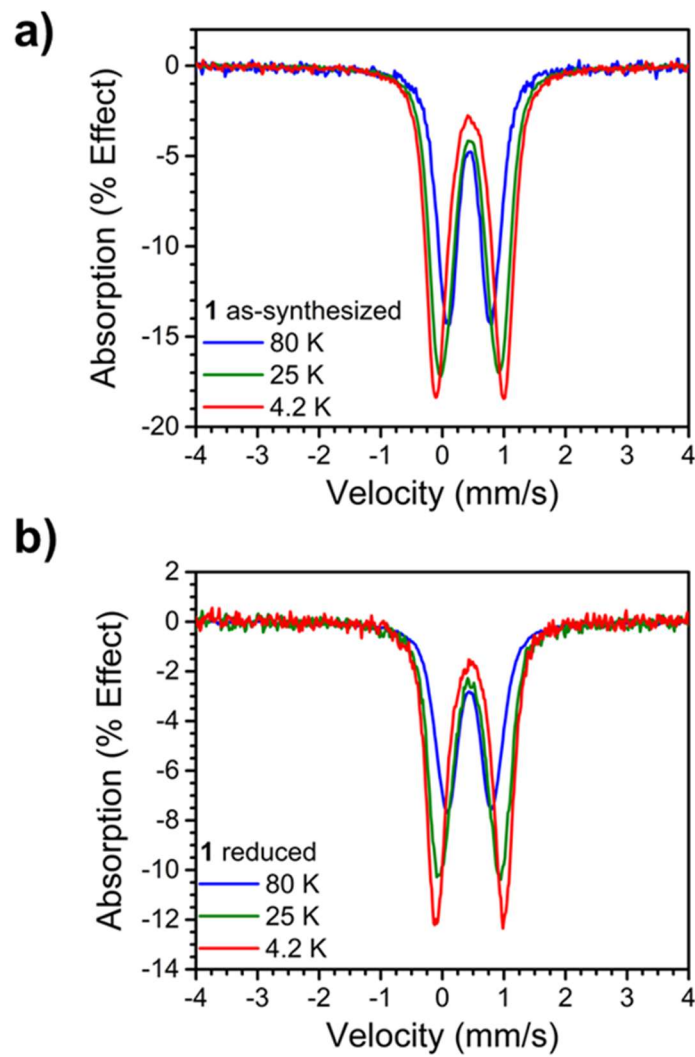 a)
Absorption (% Effect)
0
-5
-10
-15
-20
1 as-synthesized
80 K
25 K
4.2 K
-4 -3 -2 -1 0 1 2 3 4
Velocity (mm/s)
b)
Absorption (% Effect)
2
0
-2
-4
-6
-8
-10
-12
-14
1 reduced
80 K
25 K
4.2 K
-4 -3 -2 -1 0 1 2 3 4
Velocity (mm/s)